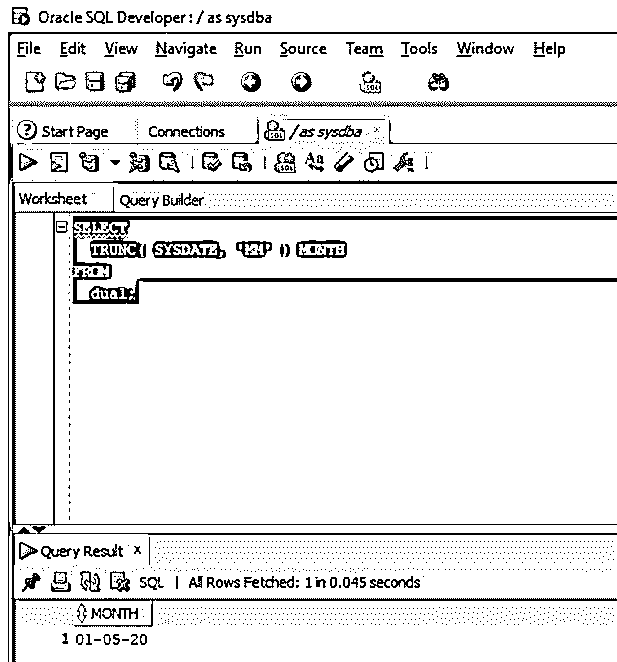 Oracle SQL Developer : / as sysdba
File Edit View Navigate Run Source Team Tools Window Help
Start Page Connections / as sysdba
Worksheet Query Builder
SELECT
TRUNC( SYSDATE, 'MM' ) MONTH
FROM
dual;
Query Result x
SQL | All Rows Fetched: 1 in 0.045 seconds
MONTH
1 01-05-20